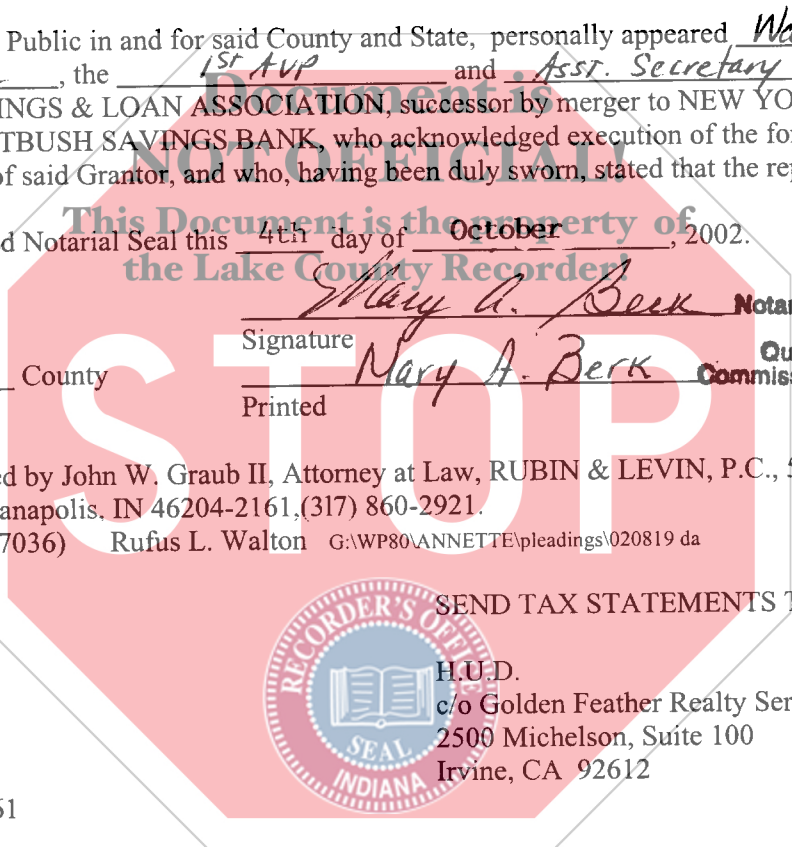 Public in and for said County and State, personally appeared
, the 1st AVP and Asst. Secretary
INGS & LOAN ASSOCIATION, successor by merger to NEW YO
TBUSH SAVINGS BANK, who acknowledged execution of the for
of said Grantor, and who, having been duly sworn, stated that the rep
d Notarial Seal this 4th day of October, 2002.
Document is
NOT OFFICIAL!
This Document is the property of
the Lake County Recorder!
Mary A. Berk Notar
Signature
Qu
County Mary A. Berk Commiss
Printed
STOP
ed by John W. Graub II, Attorney at Law, RUBIN & LEVIN, P.C., 5
anapolis, IN 46204-2161,(317) 860-2921.
7036) Rufus L. Walton G:\WP80\ANNETTE\pleadings\020819 da
SEND TAX STATEMENTS T
RECORDER'S OFFICE
SEAL
INDIANA
H.U.D.
c/o Golden Feather Realty Ser
2500 Michelson, Suite 100
Irvine, CA 92612
61